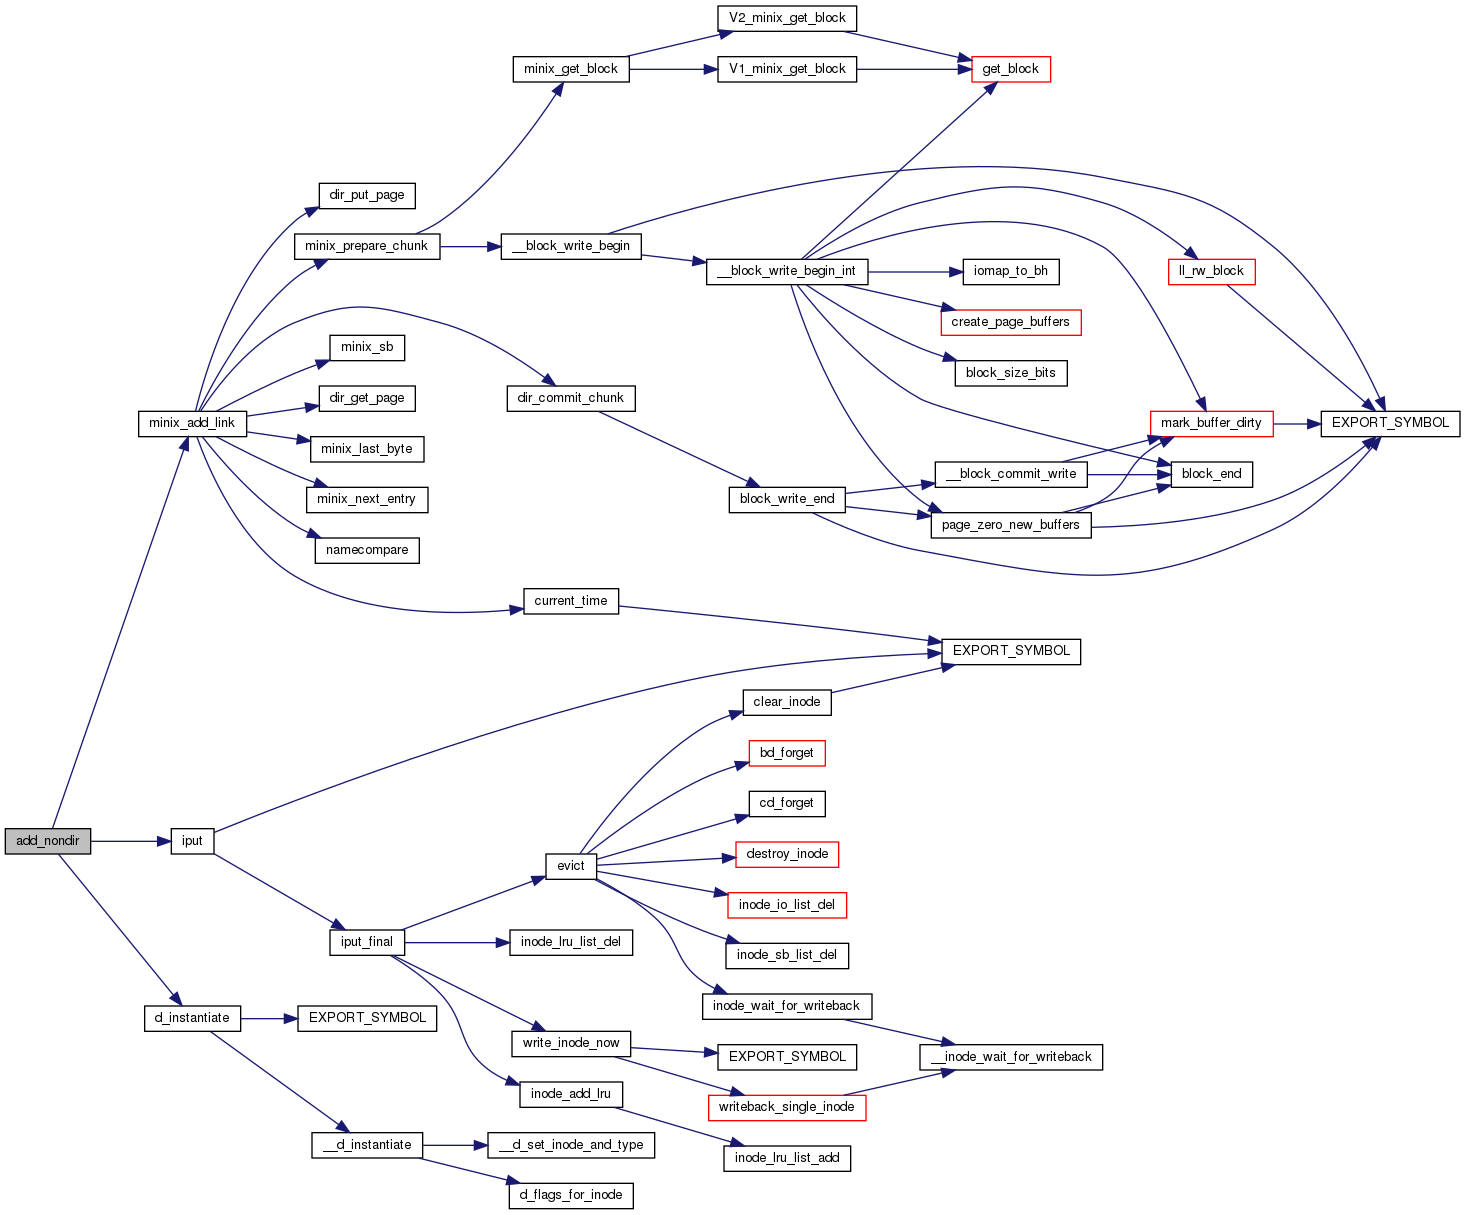 V2_minix_get_block
minix_get_block
V1_minix_get_block
get_block
dir_put_page
minix_prepare_chunk
__block_write_begin
__block_write_begin_int
iomap_to_bh
ll_rw_block
create_page_buffers
minix_sb
block_size_bits
dir_get_page
dir_commit_chunk
minix_add_link
mark_buffer_dirty
EXPORT_SYMBOL
minix_last_byte
__block_commit_write
block_end
minix_next_entry
block_write_end
page_zero_new_buffers
namecompare
current_time
EXPORT_SYMBOL
clear_inode
bd_forget
cd_forget
add_nondir
iput
destroy_inode
evict
inode_io_list_del
iput_final
inode_lru_list_del
inode_sb_list_del
inode_wait_for_writeback
d_instantiate
EXPORT_SYMBOL
write_inode_now
EXPORT_SYMBOL
__inode_wait_for_writeback
inode_add_lru
writeback_single_inode
__d_instantiate
__d_set_inode_and_type
inode_lru_list_add
d_flags_for_inode